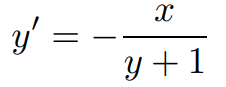 y′ = −x/(y + 1)